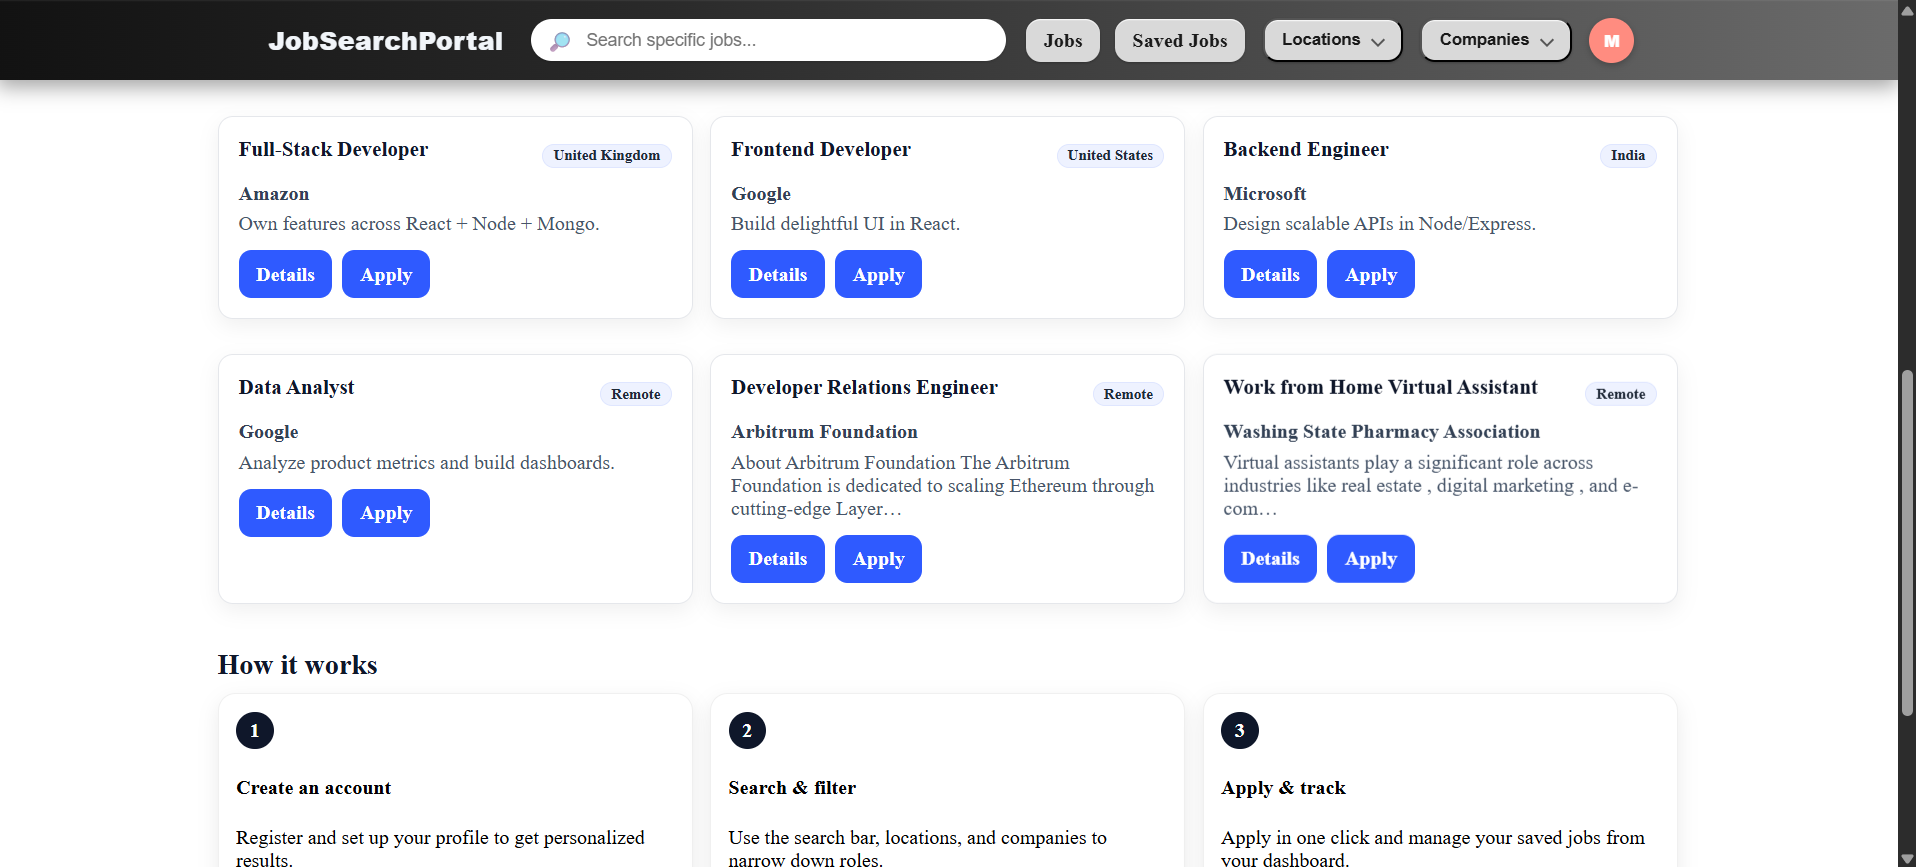 JobSearchPortal
Search specific jobs...
Jobs
Saved Jobs
Locations
Companies
M
Full-Stack Developer
United Kingdom
Amazon
Own features across React + Node + Mongo.
Details
Apply
Frontend Developer
United States
Google
Build delightful UI in React.
Details
Apply
Backend Engineer
India
Microsoft
Design scalable APIs in Node/Express.
Details
Apply
Data Analyst
Remote
Google
Analyze product metrics and build dashboards.
Details
Apply
Developer Relations Engineer
Remote
Arbitrum Foundation
About Arbitrum Foundation The Arbitrum
Foundation is dedicated to scaling Ethereum through
cutting-edge Layer…
Details
Apply
Work from Home Virtual Assistant
Remote
Washing State Pharmacy Association
Virtual assistants play a significant role across
industries like real estate , digital marketing , and e-
com…
Details
Apply
How it works
1
Create an account
Register and set up your profile to get personalized
results.
2
Search & filter
Use the search bar, locations, and companies to
narrow down roles.
3
Apply & track
Apply in one click and manage your saved jobs from
your dashboard.